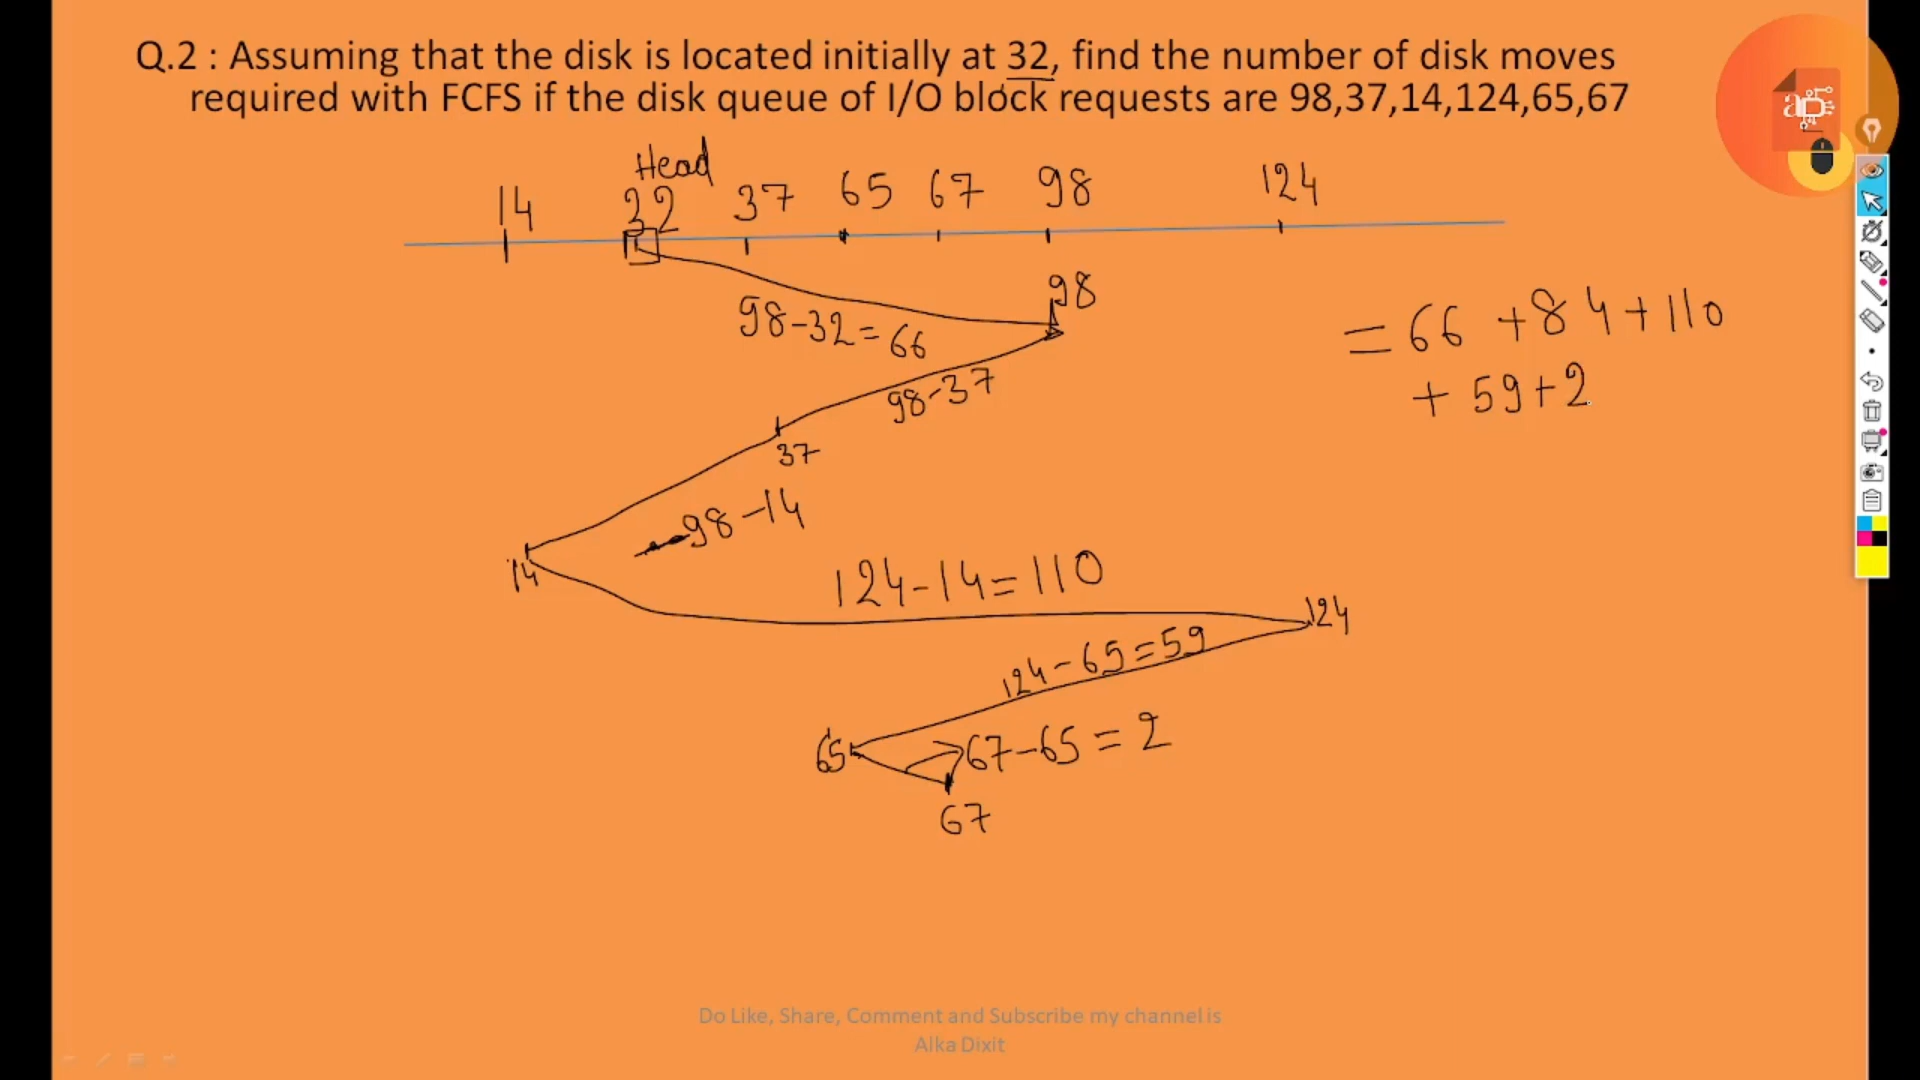 Q.2 : Assuming that the disk is located initially at 32, find the number of disk moves
required with FCFS if the disk queue of I/O block requests are 98,37,14,124,65,67
Head
14 32 37 65 67 98 124
98
98-32=66
= 66 +84+110
98-37
+ 59+2
37
98-14
14
124-14=110
124
124-65=59
65
67-65=2
67
Do Like, Share, Comment and Subscribe my channel is
Alka Dixit